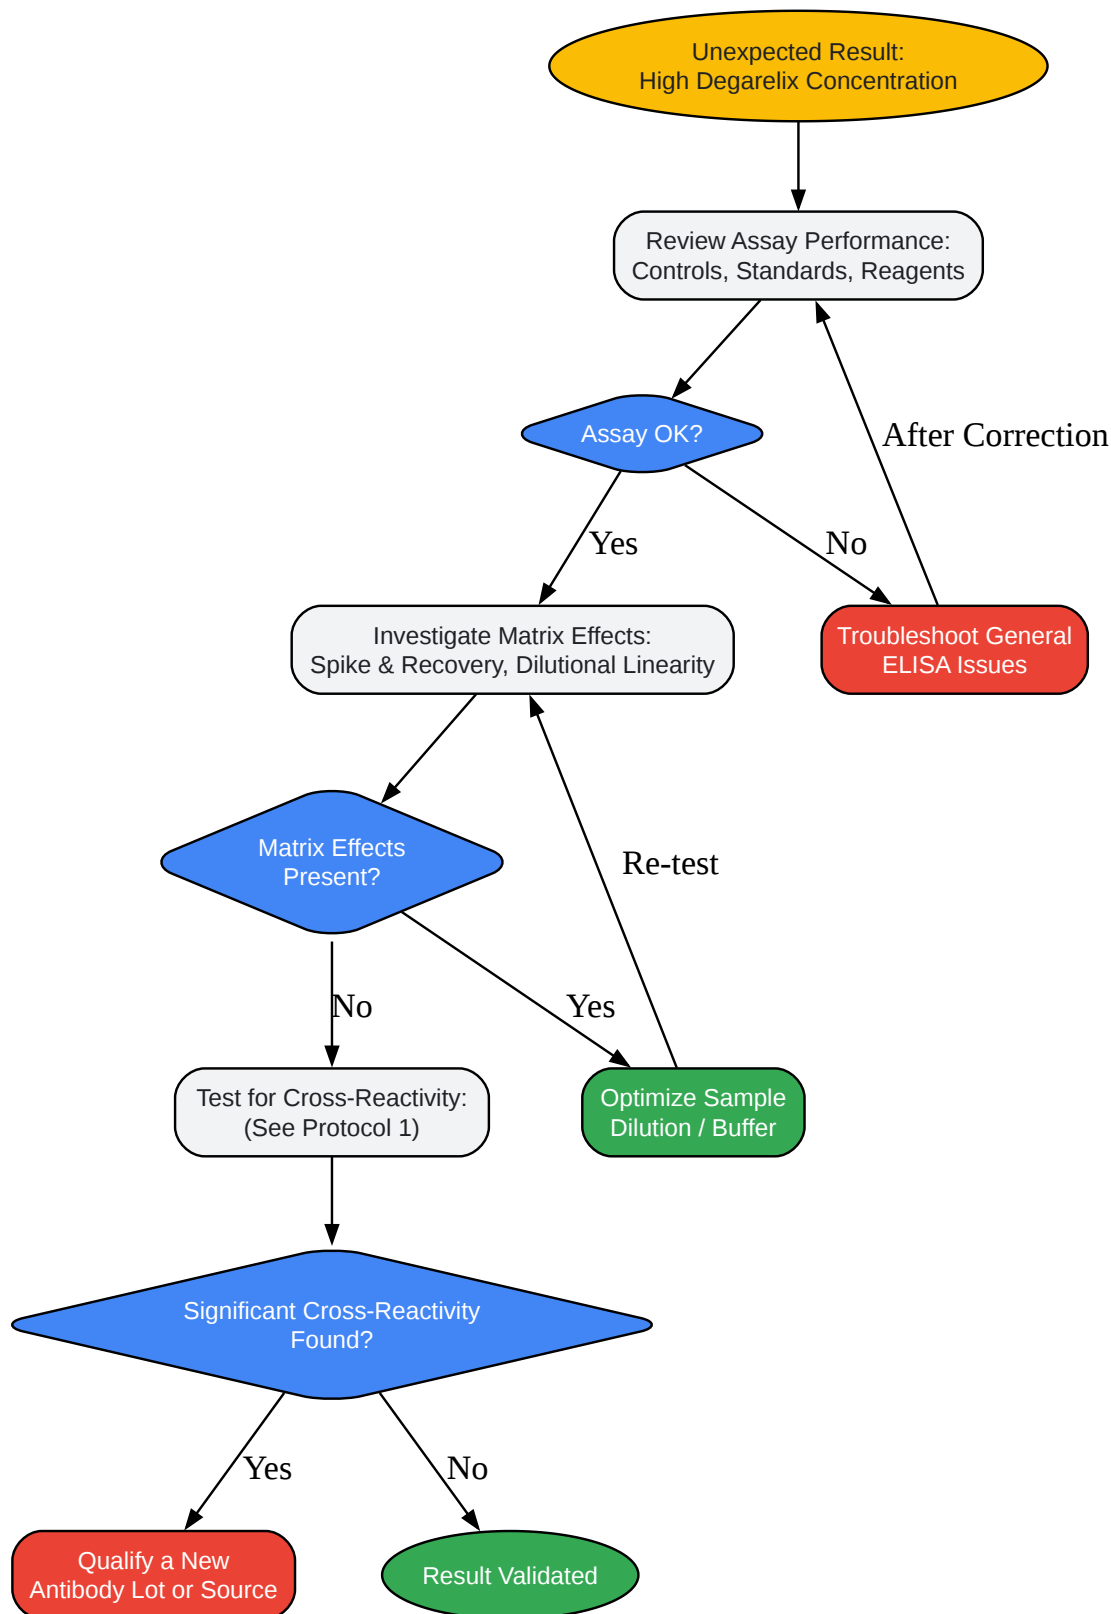 Unexpected Result:
High Degarelix Concentration
Review Assay Performance:
Controls, Standards, Reagents
Assay OK?
After Correction
Yes
No
Investigate Matrix Effects:
Spike & Recovery, Dilutional Linearity
Troubleshoot General
ELISA Issues
Matrix Effects
Present?
Re-test
No
Yes
Test for Cross-Reactivity:
(See Protocol 1)
Optimize Sample
Dilution / Buffer
Significant Cross-Reactivity
Found?
Yes
No
Qualify a New
Antibody Lot or Source
Result Validated